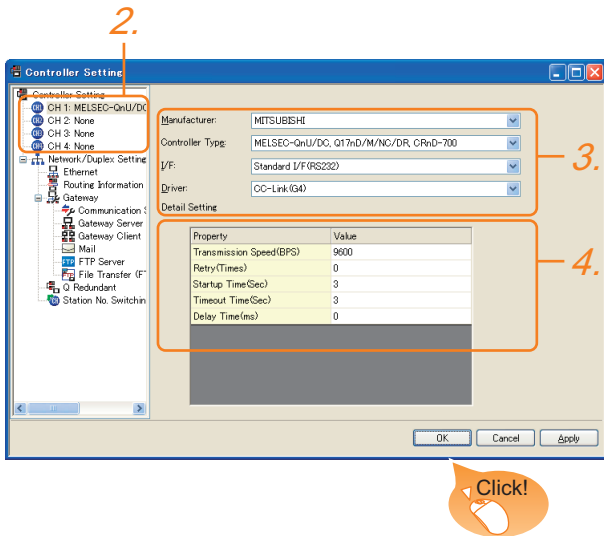 2.
Controller Setting
Controller Setting
CH 1: MELSEC-QnU/DC
CH 2: None
CH 3: None
CH 4: None
Network/Duplex Setting
Ethernet
Routing Information
Gateway
Communication S
Gateway Server
Gateway Client
Mail
FTP Server
File Transfer (FT
Q Redundant
Station No. Switchin
Manufacturer: MITSUBISHI
Controller Type: MELSEC-QnU/DC, Q17nD/M/NC/DR, CRnD-700
I/F: Standard I/F(RS232)
Driver: CC-Link(G4)
3.
Detail Setting
Property Value
Transmission Speed(BPS) 9600
Retry(Times) 0
Startup Time(Sec) 3
Timeout Time(Sec) 3
Delay Time(ms) 0
4.
OK Cancel Apply
Click!